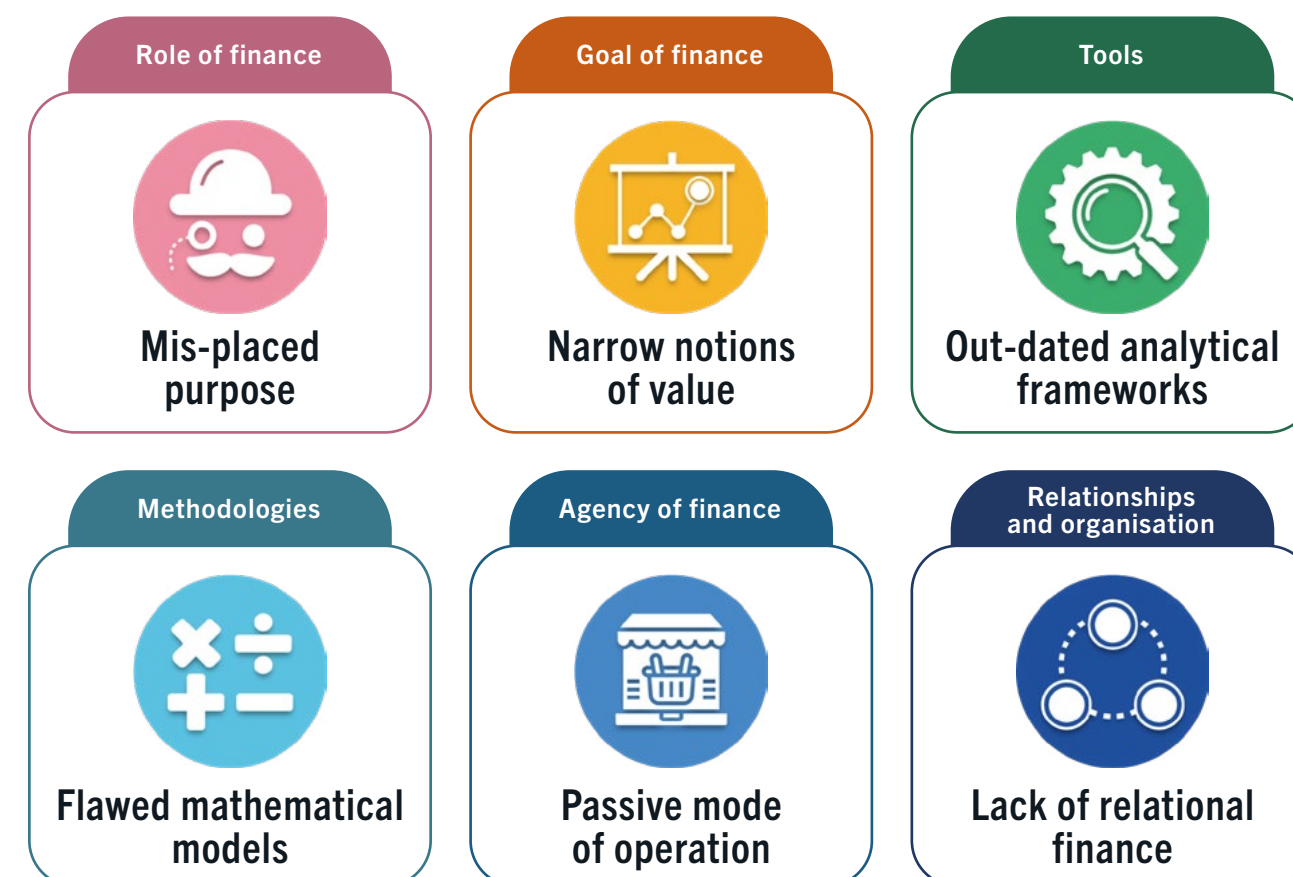 Role of finance
Mis-placed
purpose
Goal of finance
Narrow notions
of value
Tools
Out-dated analytical
frameworks
Methodologies
Flawed mathematical
models
Agency of finance
Passive mode
of operation
Relationships
and organisation
Lack of relational
finance